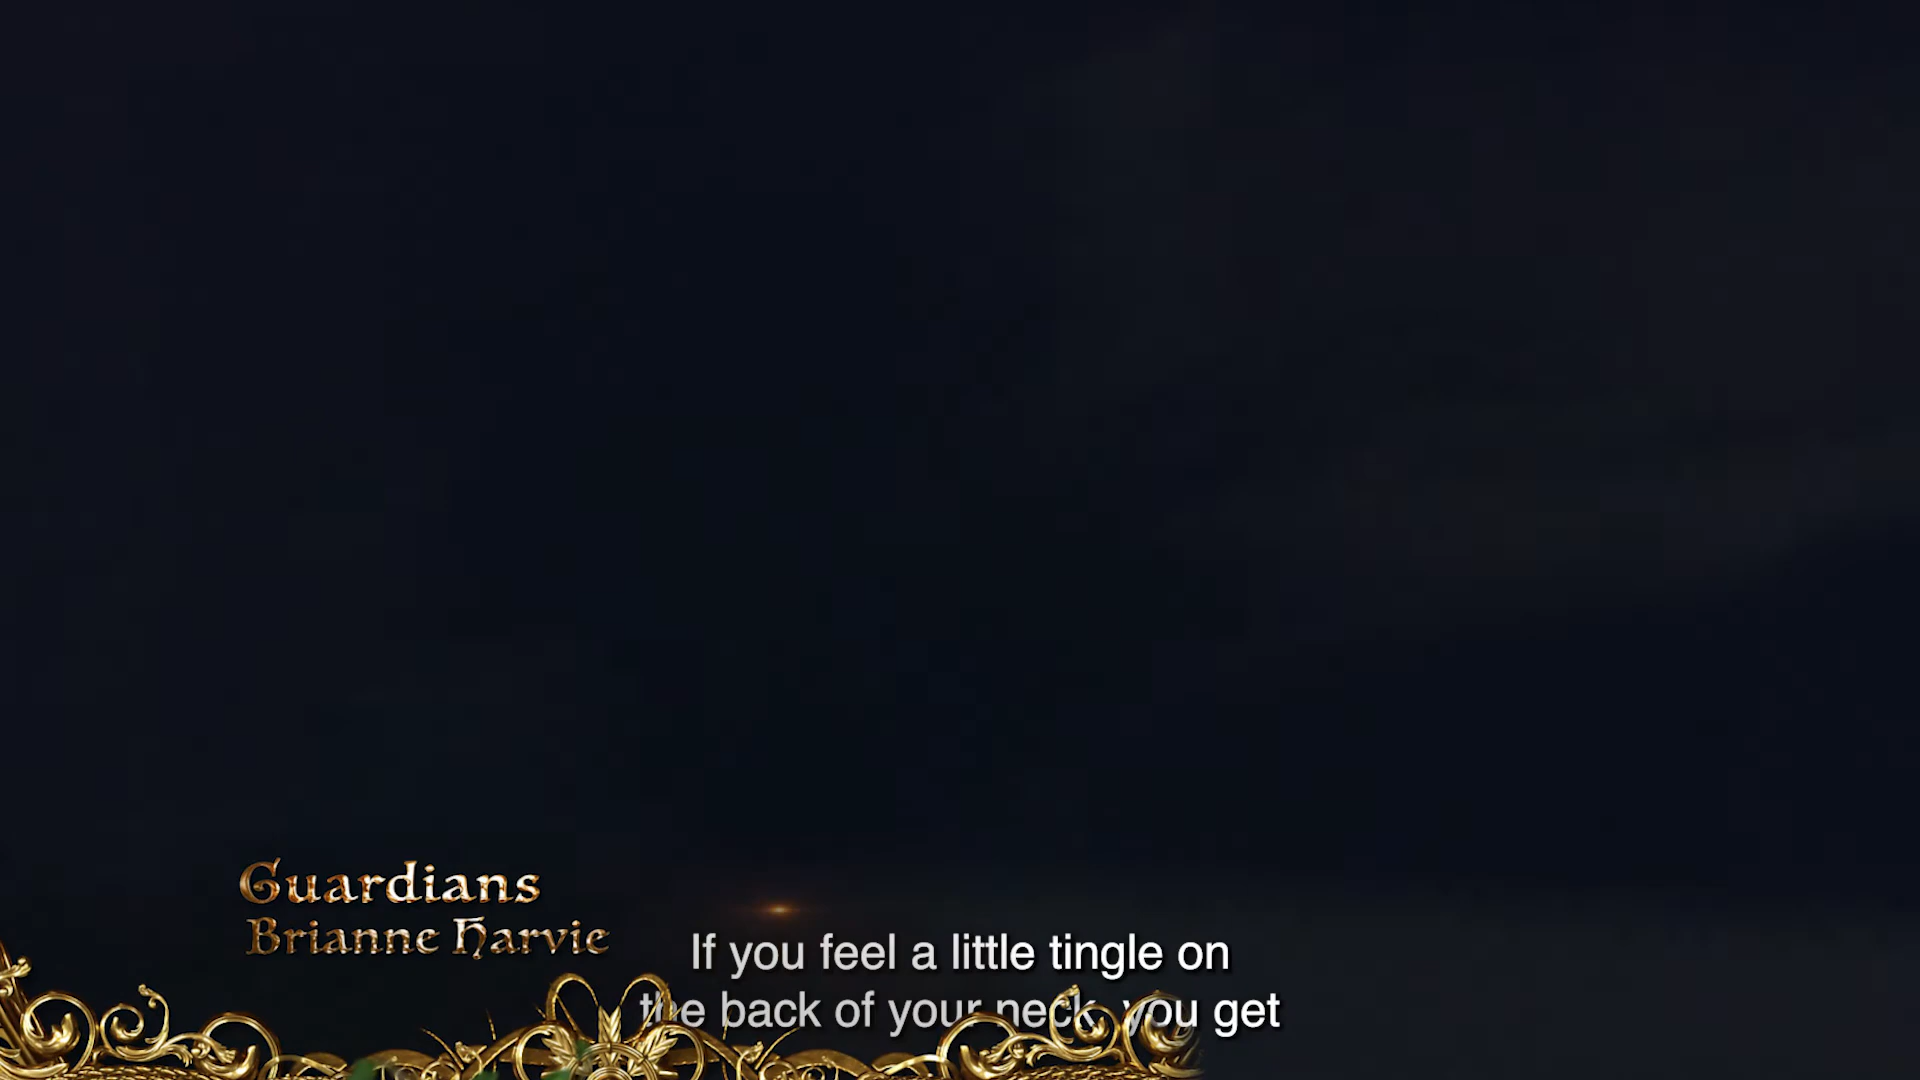 Guardians
Brianne Harvie
If you feel a little tingle on
the back of your neck, you get